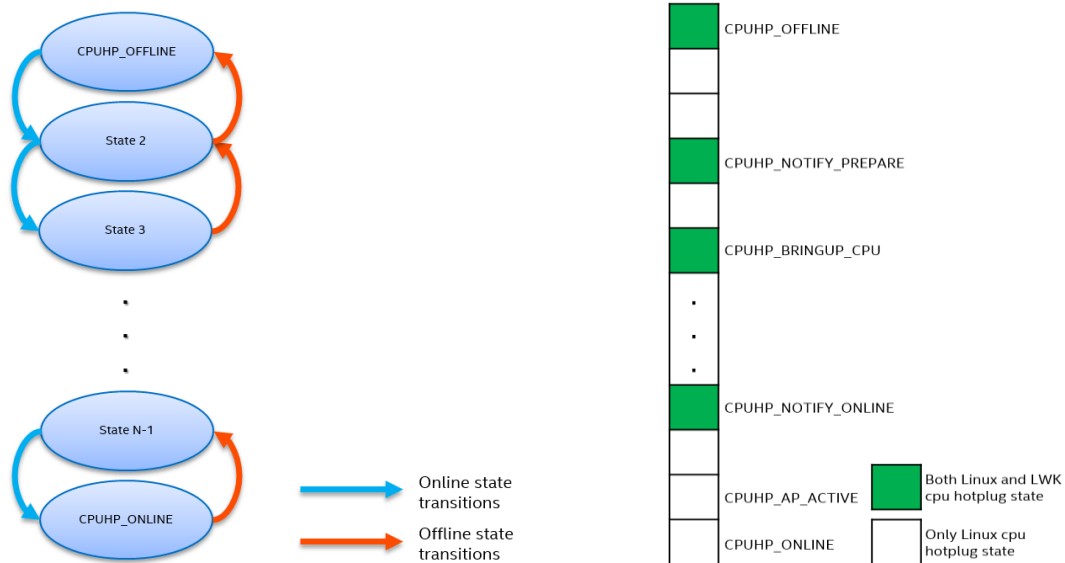 CPUHP_OFFLINE
State 2
State 3
.
.
.
State N-1
CPUHP_ONLINE
Online state
transitions
Offline state
transitions
CPUHP_OFFLINE
CPUHP_NOTIFY_PREPARE
CPUHP_BRINGUP_CPU
.
.
.
CPUHP_NOTIFY_ONLINE
CPUHP_AP_ACTIVE
CPUHP_ONLINE
Both Linux and LWK
cpu hotplug state
Only Linux cpu
hotplug state